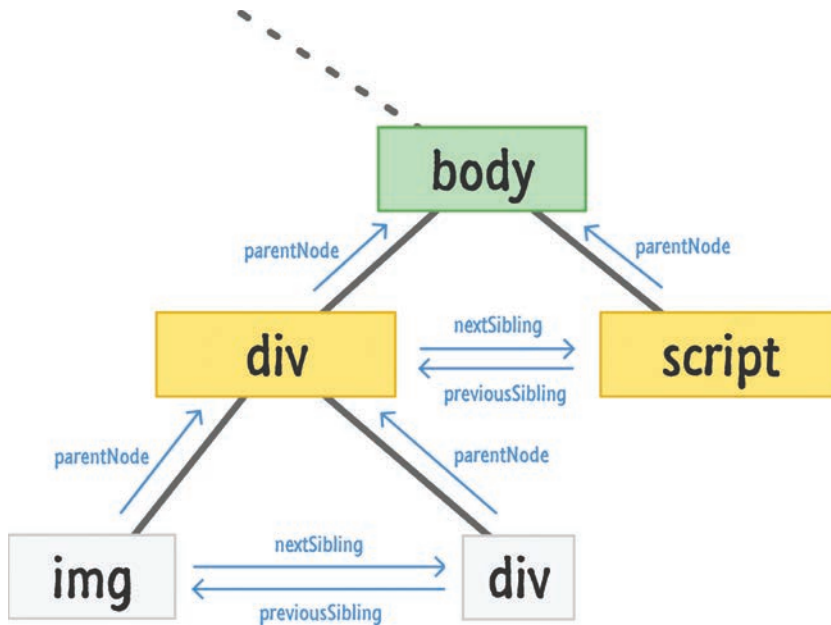 body
parentNode
parentNode
div
nextSibling
previousSibling
script
parentNode
parentNode
img
nextSibling
previousSibling
div